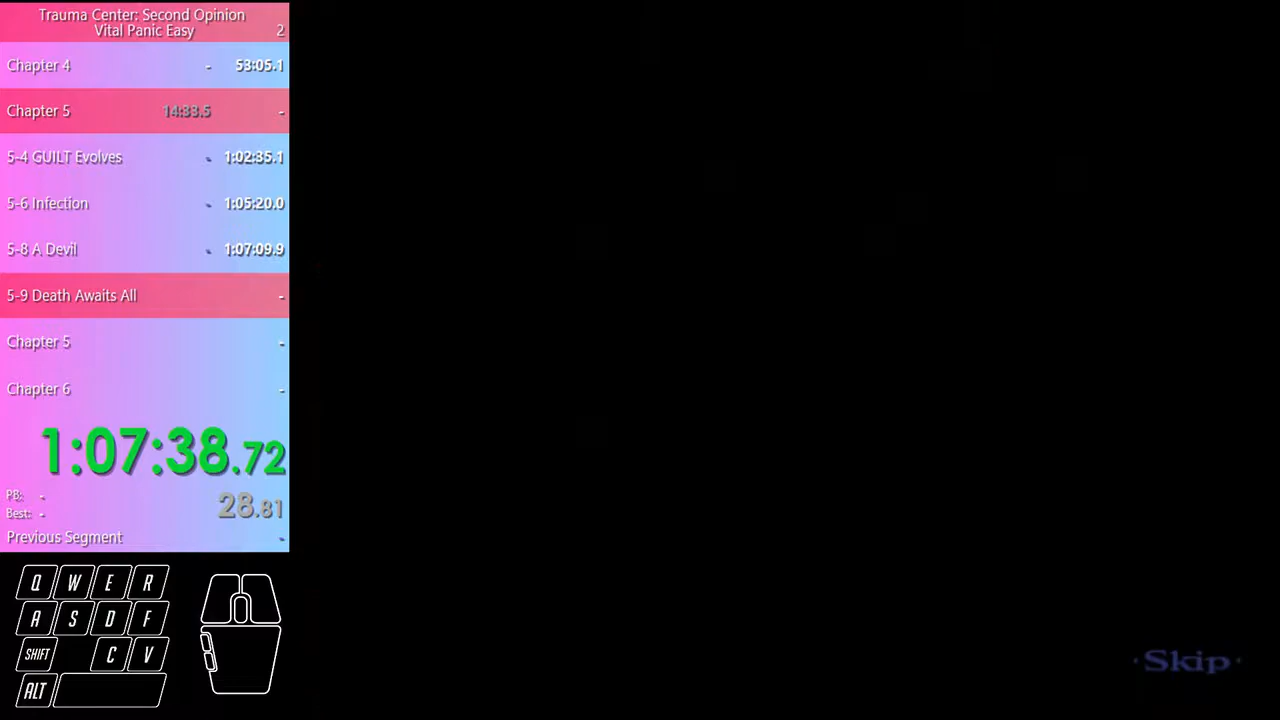 Trauma Center: Second Opinion
Vital Panic Easy 2
Chapter 4 - 53:05.1
Chapter 5 14:33.5 -
5-4 GUILT Evolves - 1:02:35.1
5-6 Infection - 1:05:20.0
5-8 A Devil - 1:07:09.9
5-9 Death Awaits All -
Chapter 5 -
Chapter 6 -
1:07:38.72
PB: - 28.81
Best: -
Previous Segment -
Q W E R
A S D F
SHIFT C V
ALT
Skip